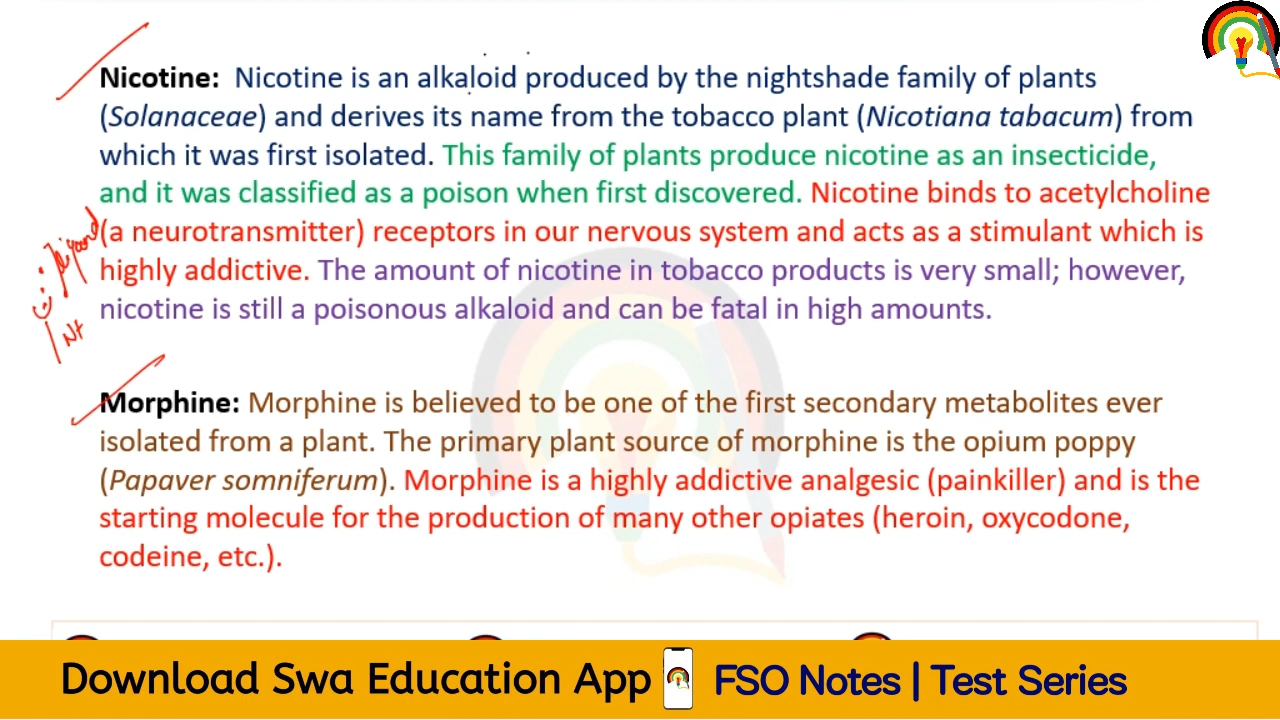 Nicotine: Nicotine is an alkaloid produced by the nightshade family of plants
(Solanaceae) and derives its name from the tobacco plant (Nicotiana tabacum) from
which it was first isolated. This family of plants produce nicotine as an insecticide,
and it was classified as a poison when first discovered. Nicotine binds to acetylcholine
(a neurotransmitter) receptors in our nervous system and acts as a stimulant which is
highly addictive. The amount of nicotine in tobacco products is very small; however,
nicotine is still a poisonous alkaloid and can be fatal in high amounts.
Morphine: Morphine is believed to be one of the first secondary metabolites ever
isolated from a plant. The primary plant source of morphine is the opium poppy
(Papaver somniferum). Morphine is a highly addictive analgesic (painkiller) and is the
starting molecule for the production of many other opiates (heroin, oxycodone,
codeine, etc.).
Download Swa Education App FSO Notes | Test Series